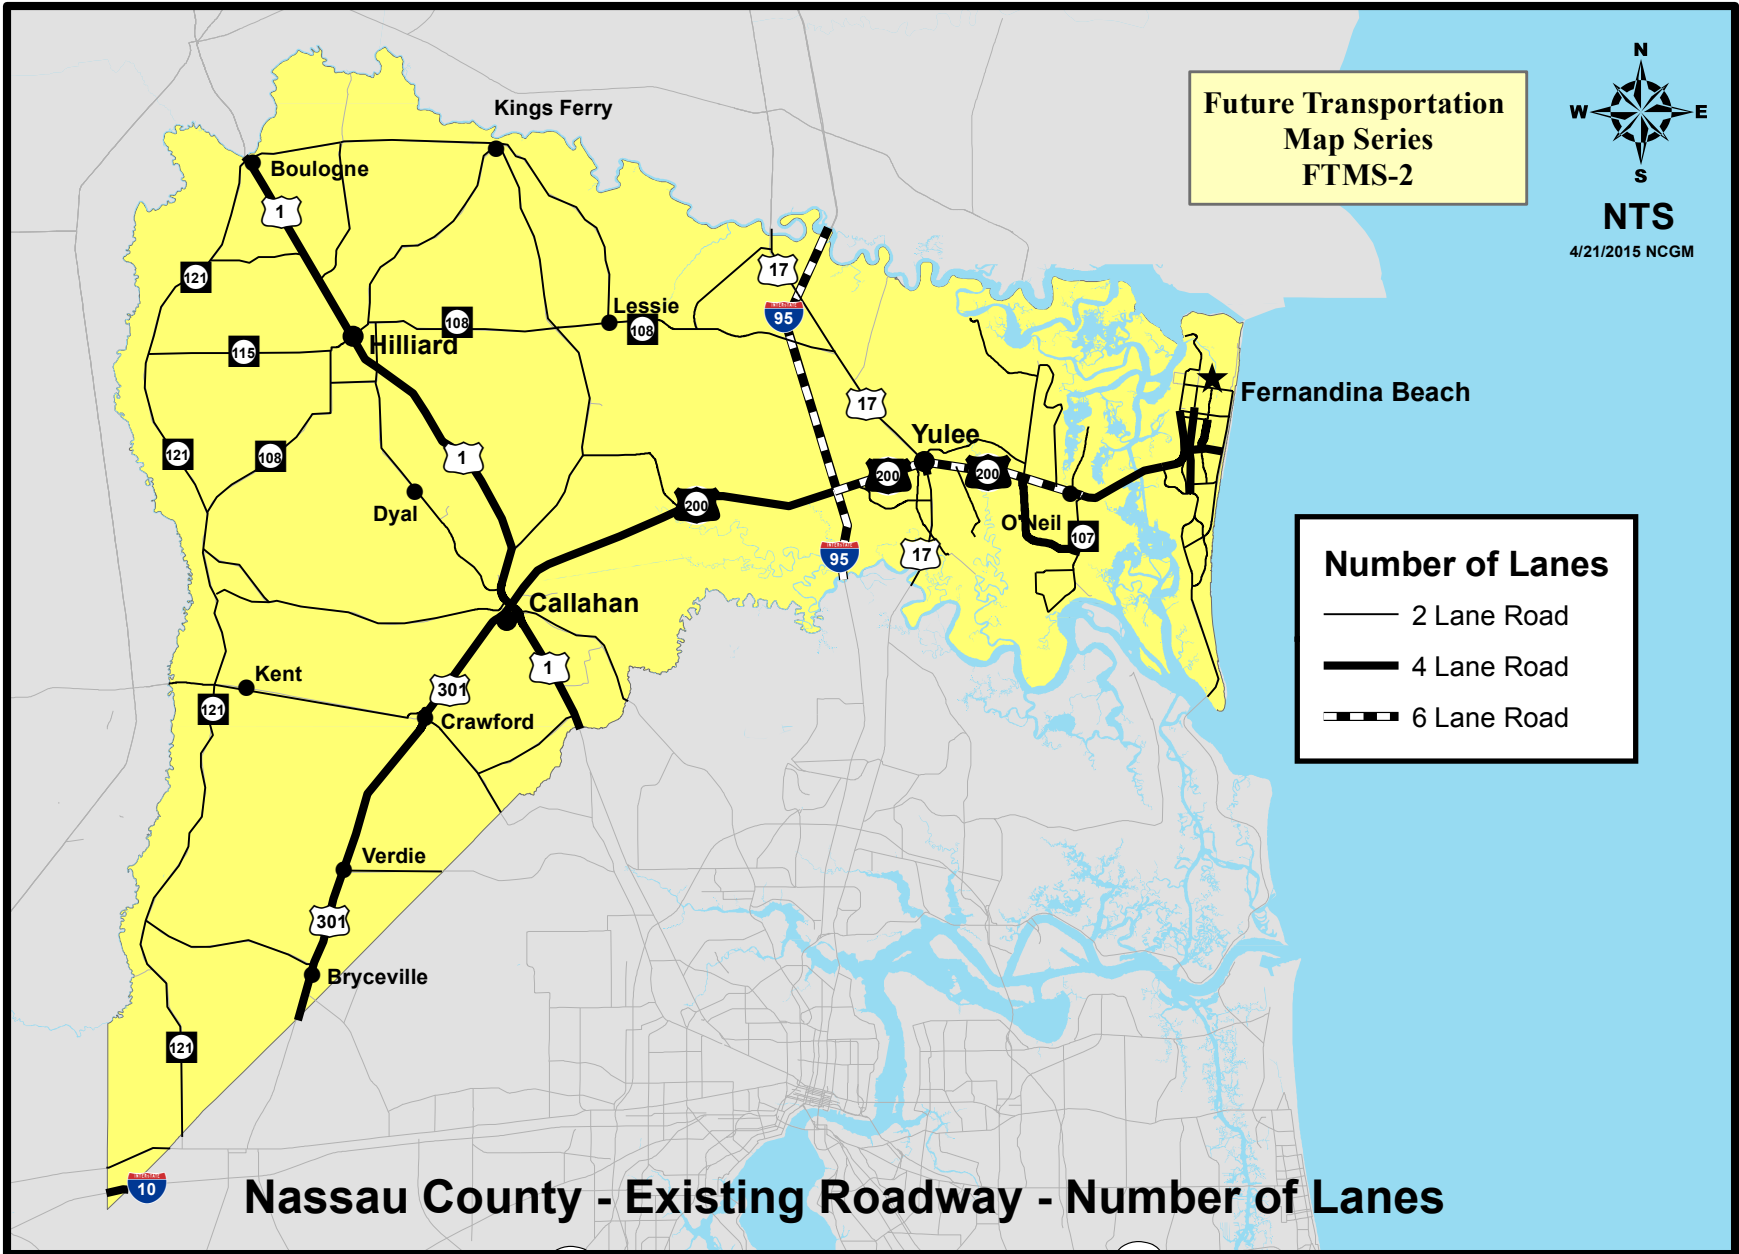 Future Transportation
Map Series
FTMS-2
N
W
E
S
NTS
4/21/2015 NCGM
Kings Ferry
Boulogne
1
121
17
INTERSTATE
95
Lessie
108
108
Hilliard
115
Fernandina Beach
17
Yulee
121
108
1
200
200
200
Dyal
O'Neil
107
17
INTERSTATE
95
Number of Lanes
2 Lane Road
4 Lane Road
6 Lane Road
Callahan
1
Kent
301
121
Crawford
Verdie
301
Bryceville
121
INTERSTATE
10
Nassau County - Existing Roadway - Number of Lanes